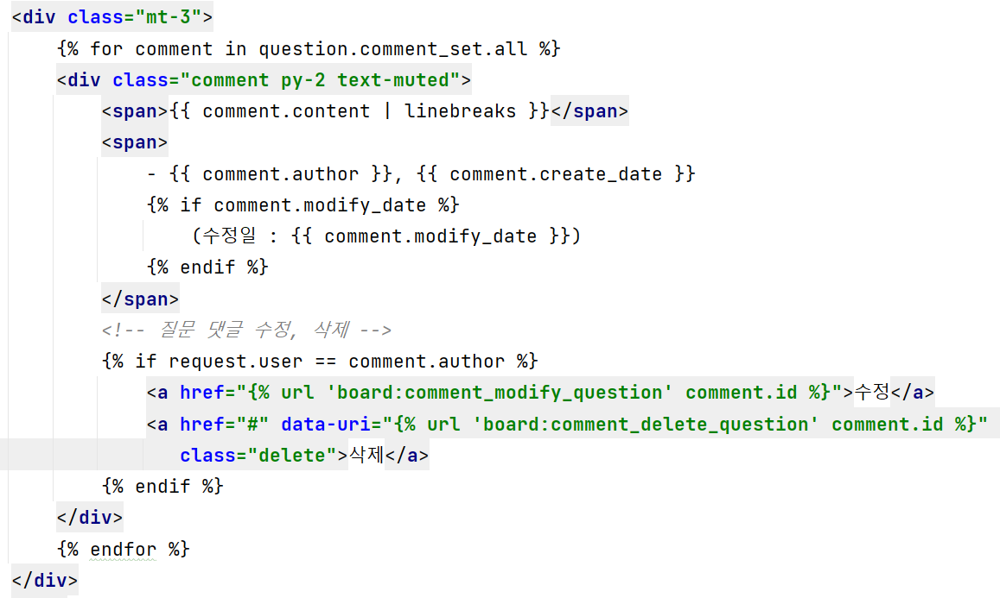 <div class="mt-3">
{% for comment in question.comment_set.all %}
<div class="comment py-2 text-muted">
<span>{{ comment.content | linebreaks }}</span>
<span>
- {{ comment.author }}, {{ comment.create_date }}
{% if comment.modify_date %}
(수정일 : {{ comment.modify_date }})
{% endif %}
</span>
<!-- 질문 댓글 수정, 삭제 -->
{% if request.user == comment.author %}
<a href="{% url 'board:comment_modify_question' comment.id %}">수정</a>
<a href="#" data-uri="{% url 'board:comment_delete_question' comment.id %}"
class="delete">삭제</a>
{% endif %}
</div>
{% endfor %}
</div>